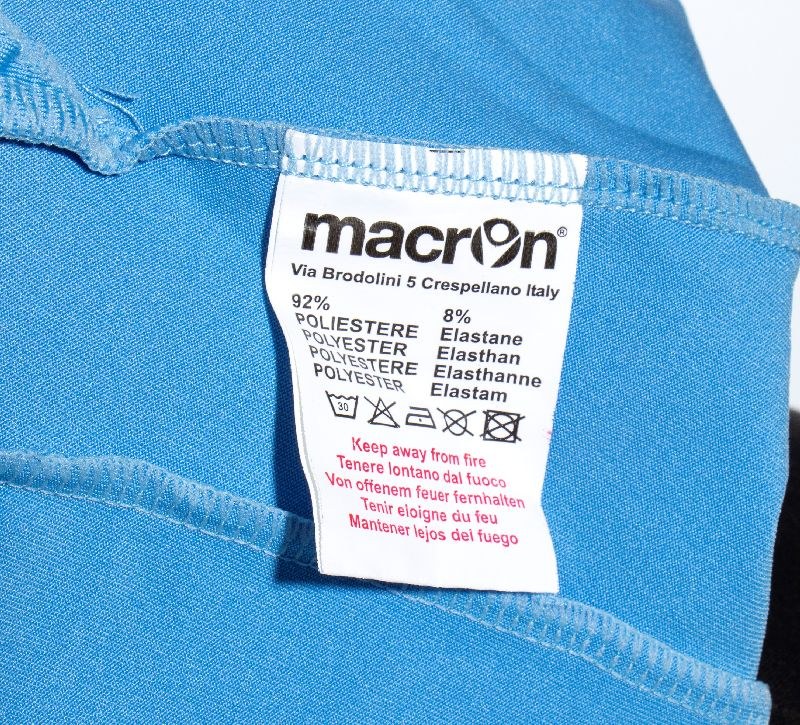 macron®
Via Brodolini 5 Crespellano Italy
92%
POLIESTERE
POLYESTER
POLYESTERE
POLYESTER
8%
Elastane
Elasthan
Elasthanne
Elastam
30
Keep away from fire
Tenere lontano dal fuoco
Von offenem feuer fernhalten
Tenir eloigne du feu
Mantener lejos del fuego